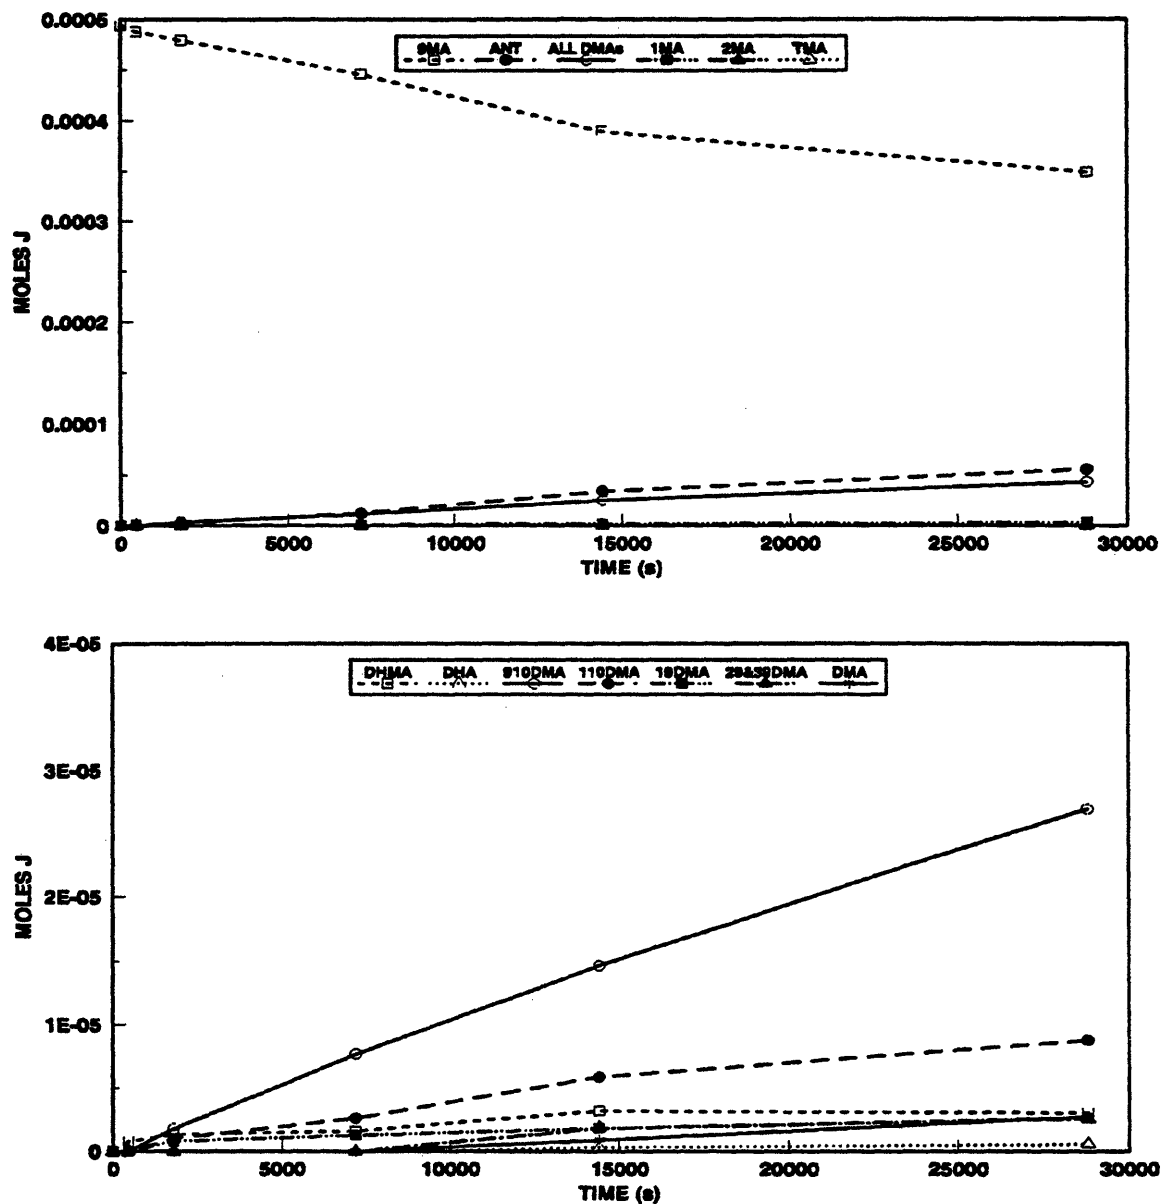 0.0005
9MA ANT ALL DMAs 1MA 2MA TMA
0.0004
0.0003
MOLES J
0.0002
0.0001
0
0 5000 10000 15000 20000 25000 30000
TIME (s)
4E-05
DHMA DHA 910DMA 110DMA 19DMA 29&39DMA DMA
3E-05
MOLES J
2E-05
1E-05
0
0 5000 10000 15000 20000 25000 30000
TIME (s)